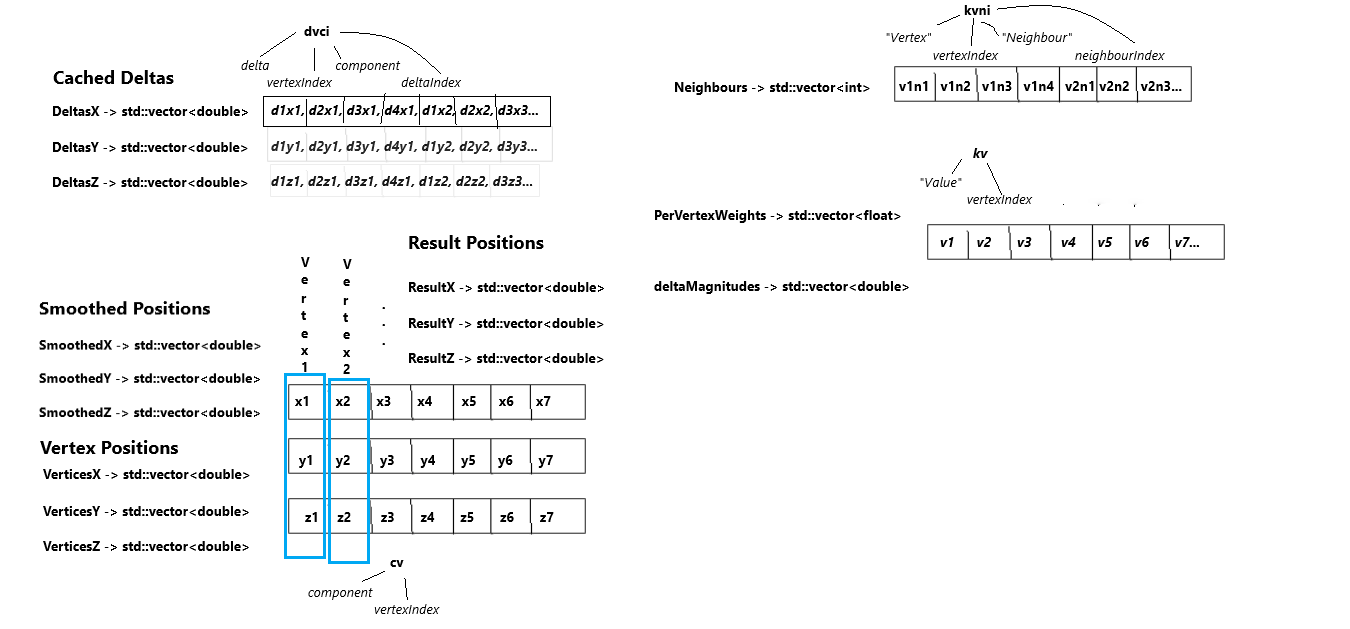 dvci
delta
vertexIndex
component
deltaIndex
Cached Deltas
DeltasX -> std::vector<double>
d1x1, d2x1, d3x1, d4x1, d1x2, d2x2, d3x3...
DeltasY -> std::vector<double>
d1y1, d2y1, d3y1, d4y1, d1y2, d2y2, d3y3...
DeltasZ -> std::vector<double>
d1z1, d2z1, d3z1, d4z1, d1z2, d2z2, d3z3...
kvni
"Vertex"
"Neighbour"
vertexIndex
neighbourIndex
Neighbours -> std::vector<int>
v1n1 v1n2 v1n3 v1n4 v2n1 v2n2 v2n3...
kv
"Value"
vertexIndex
PerVertexWeights -> std::vector<float>
v1 v2 v3 v4 v5 v6 v7...
deltaMagnitudes -> std::vector<double>
Result Positions
ResultX -> std::vector<double>
ResultY -> std::vector<double>
ResultZ -> std::vector<double>
Vertex1
Vertex2
. . .
Smoothed Positions
SmoothedX -> std::vector<double>
SmoothedY -> std::vector<double>
SmoothedZ -> std::vector<double>
x1 x2 x3 x4 x5 x6 x7
Vertex Positions
VerticesX -> std::vector<double>
y1 y2 y3 y4 y5 y6 y7
VerticesY -> std::vector<double>
z1 z2 z3 z4 z5 z6 z7
VerticesZ -> std::vector<double>
cv
component
vertexIndex